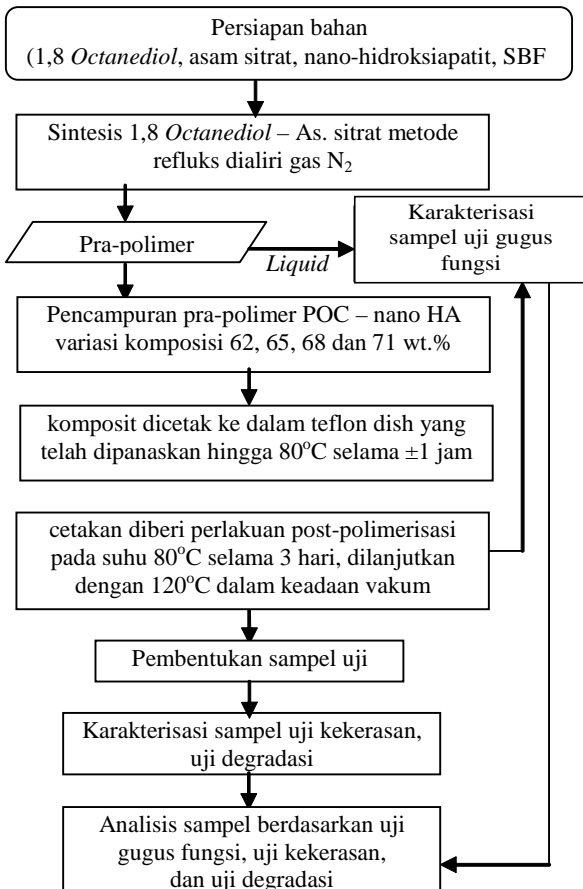 Persiapan bahan
(1,8 Octanediol, asam sitrat, nano-hidroksiapatit, SBF
Sintesis 1,8 Octanediol – As. sitrat metode
refluks dialiri gas N₂
Pra-polimer
Liquid
Karakterisasi
sampel uji gugus
fungsi
Pencampuran pra-polimer POC – nano HA
variasi komposisi 62, 65, 68 dan 71 wt.%
komposit dicetak ke dalam teflon dish yang
telah dipanaskan hingga 80°C selama ±1 jam
cetakan diberi perlakuan post-polimerisasi
pada suhu 80°C selama 3 hari, dilanjutkan
dengan 120°C dalam keadaan vakum
Pembentukan sampel uji
Karakterisasi sampel uji kekerasan,
uji degradasi
Analisis sampel berdasarkan uji
gugus fungsi, uji kekerasan,
dan uji degradasi